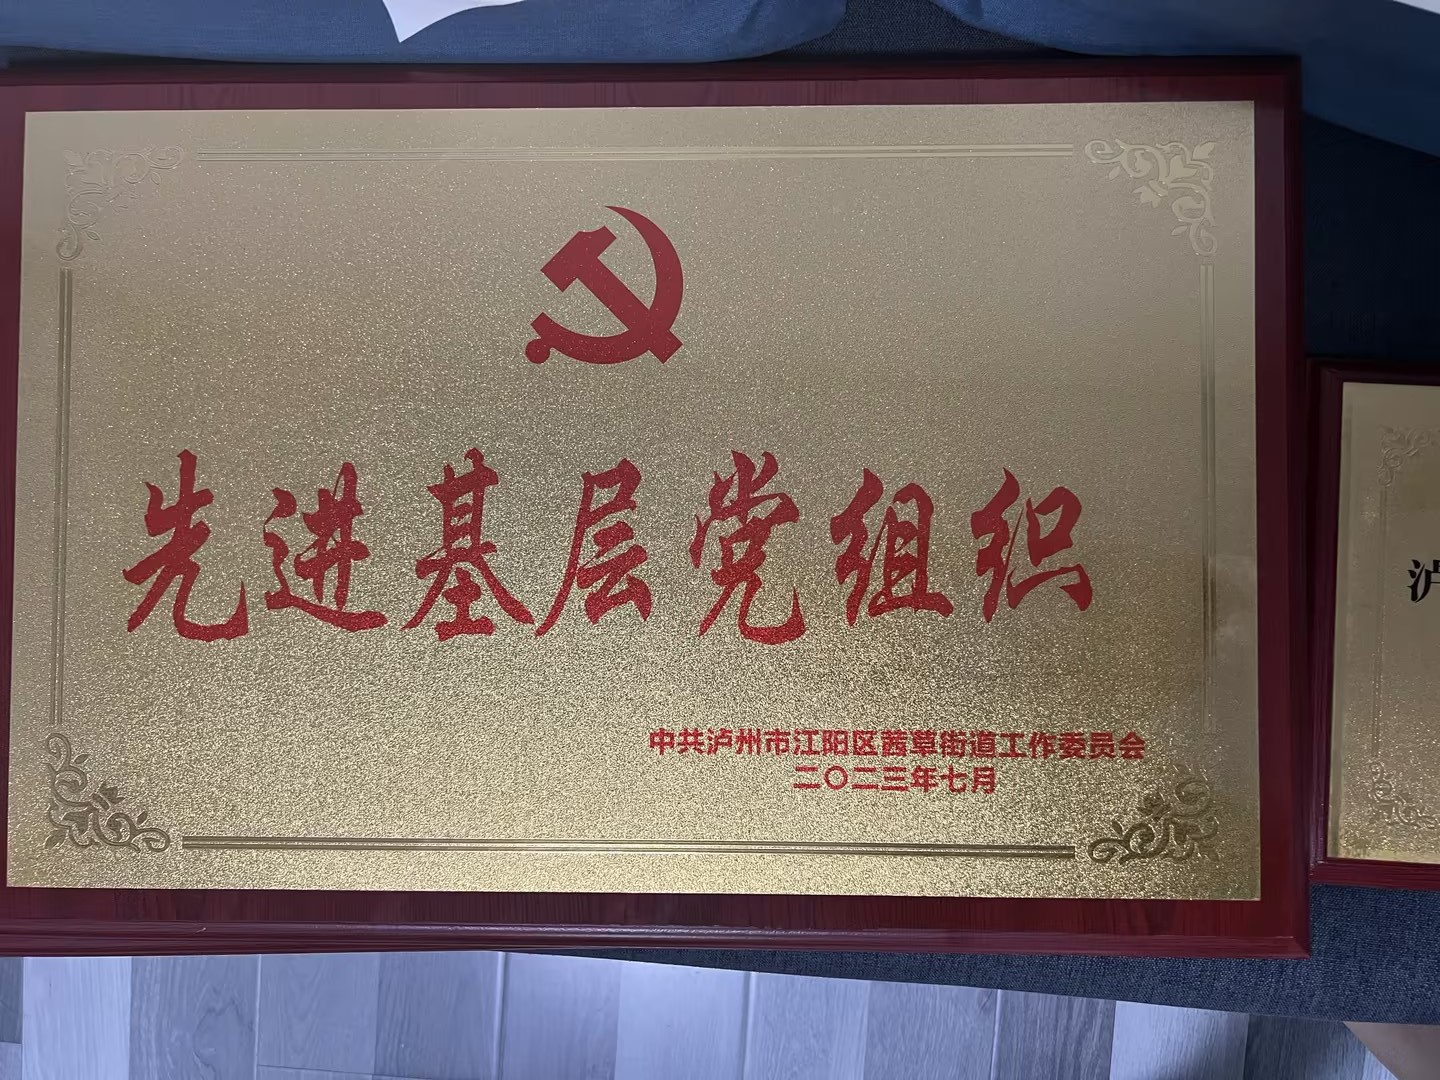 先进基层党组织
中共泸州市江阳区茜草街道工作委员会
二〇二三年七月
泸